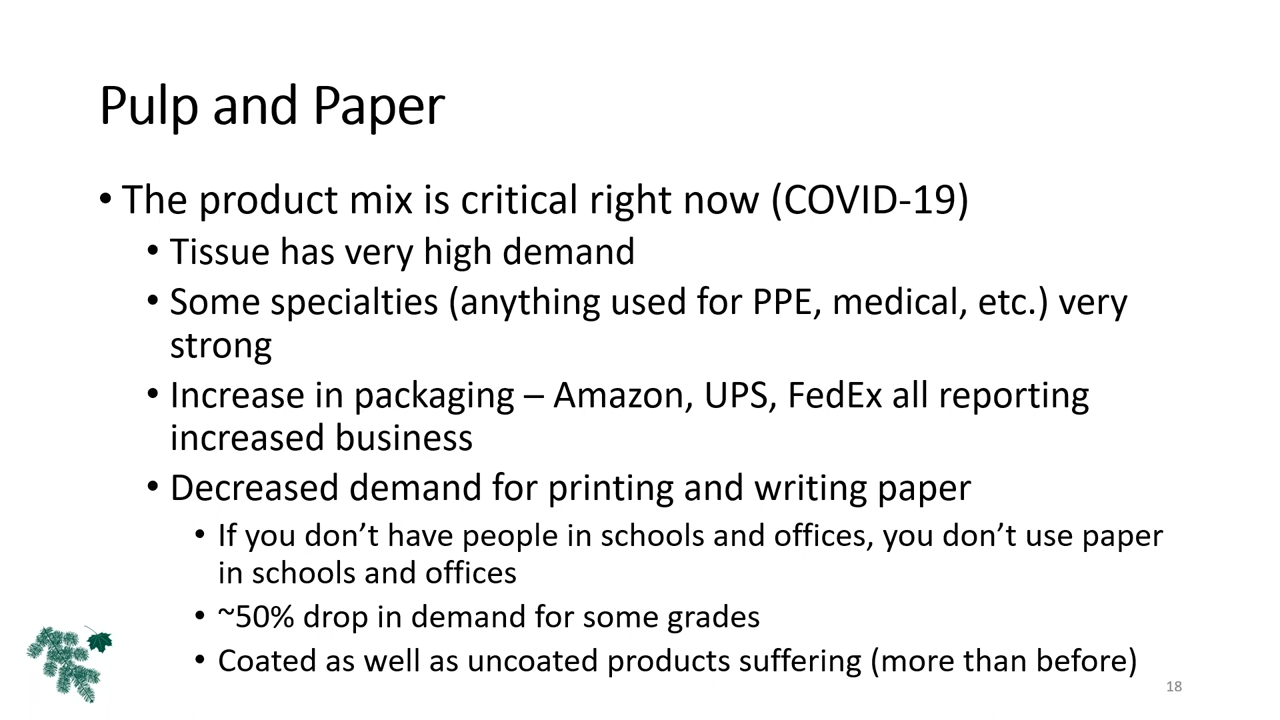 Pulp and Paper
• The product mix is critical right now (COVID-19)
• Tissue has very high demand
• Some specialties (anything used for PPE, medical, etc.) very
strong
• Increase in packaging – Amazon, UPS, FedEx all reporting
increased business
• Decreased demand for printing and writing paper
• If you don’t have people in schools and offices, you don’t use paper
in schools and offices
• ~50% drop in demand for some grades
• Coated as well as uncoated products suffering (more than before)
18